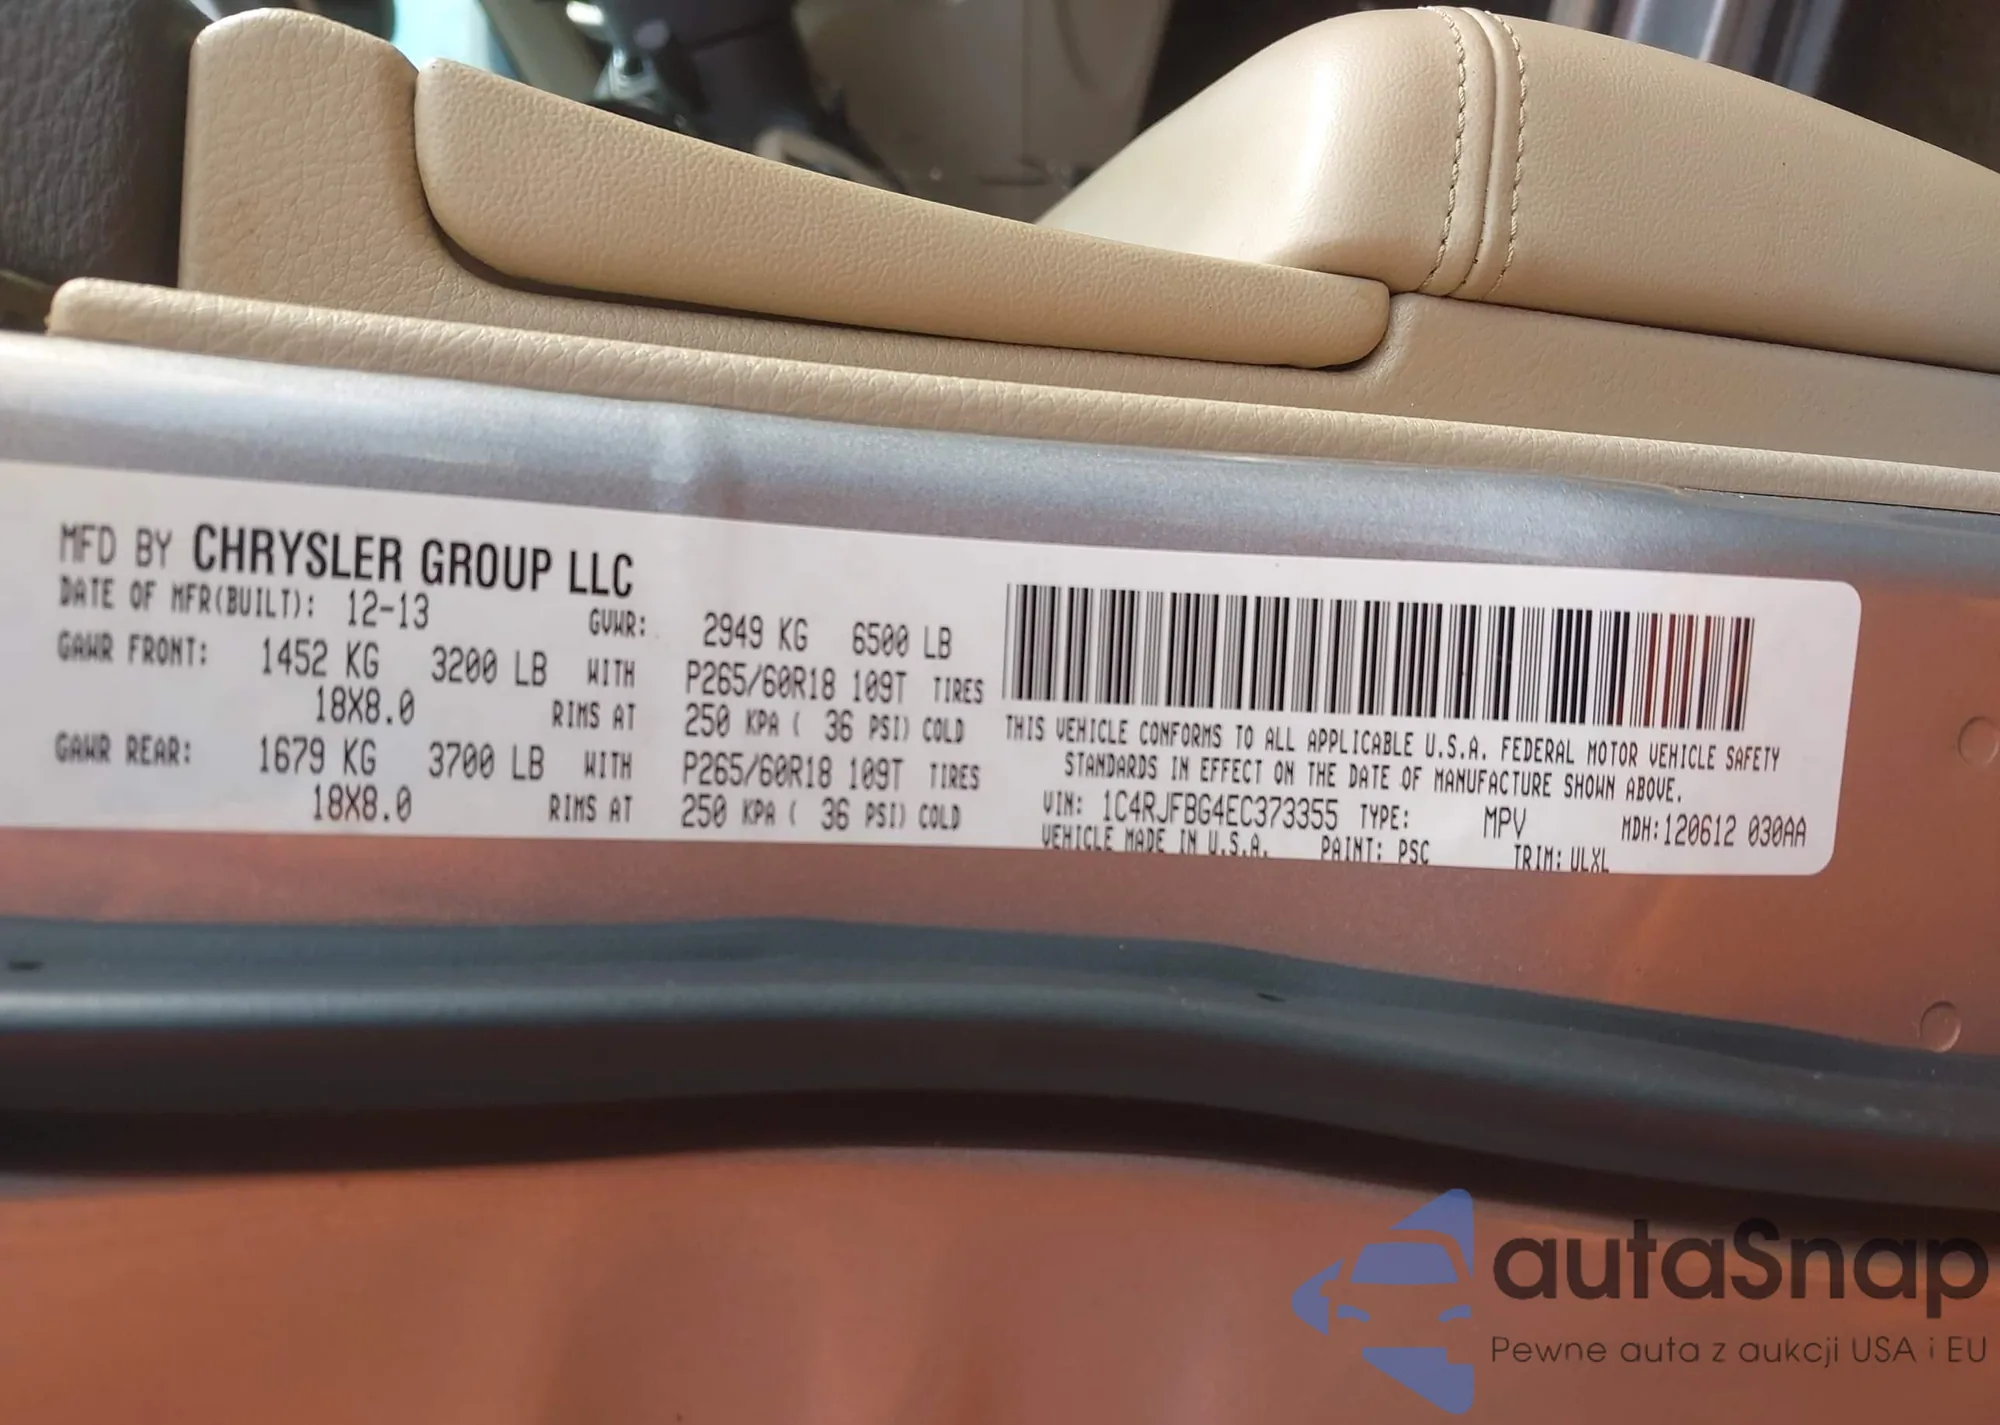 MFD BY CHRYSLER GROUP LLC
DATE OF MFR(BUILT): 12-13 GVWR: 2949 KG 6500 LB
GAWR FRONT: 1452 KG 3200 LB WITH P265/60R18 109T TIRES
18X8.0 RIMS AT 250 KPA ( 36 PSI) COLD
GAWR REAR: 1679 KG 3700 LB WITH P265/60R18 109T TIRES
18X8.0 RIMS AT 250 KPA ( 36 PSI) COLD
THIS VEHICLE CONFORMS TO ALL APPLICABLE U.S.A. FEDERAL MOTOR VEHICLE SAFETY
STANDARDS IN EFFECT ON THE DATE OF MANUFACTURE SHOWN ABOVE.
VIN: 1C4RJFBG4EC373355 TYPE: MPV MDH:120612 030AA
VEHICLE MADE IN U.S.A. PAINT: PSC TRIM: ULXL
autaSnap
Pewne auta z aukcji USA i EU